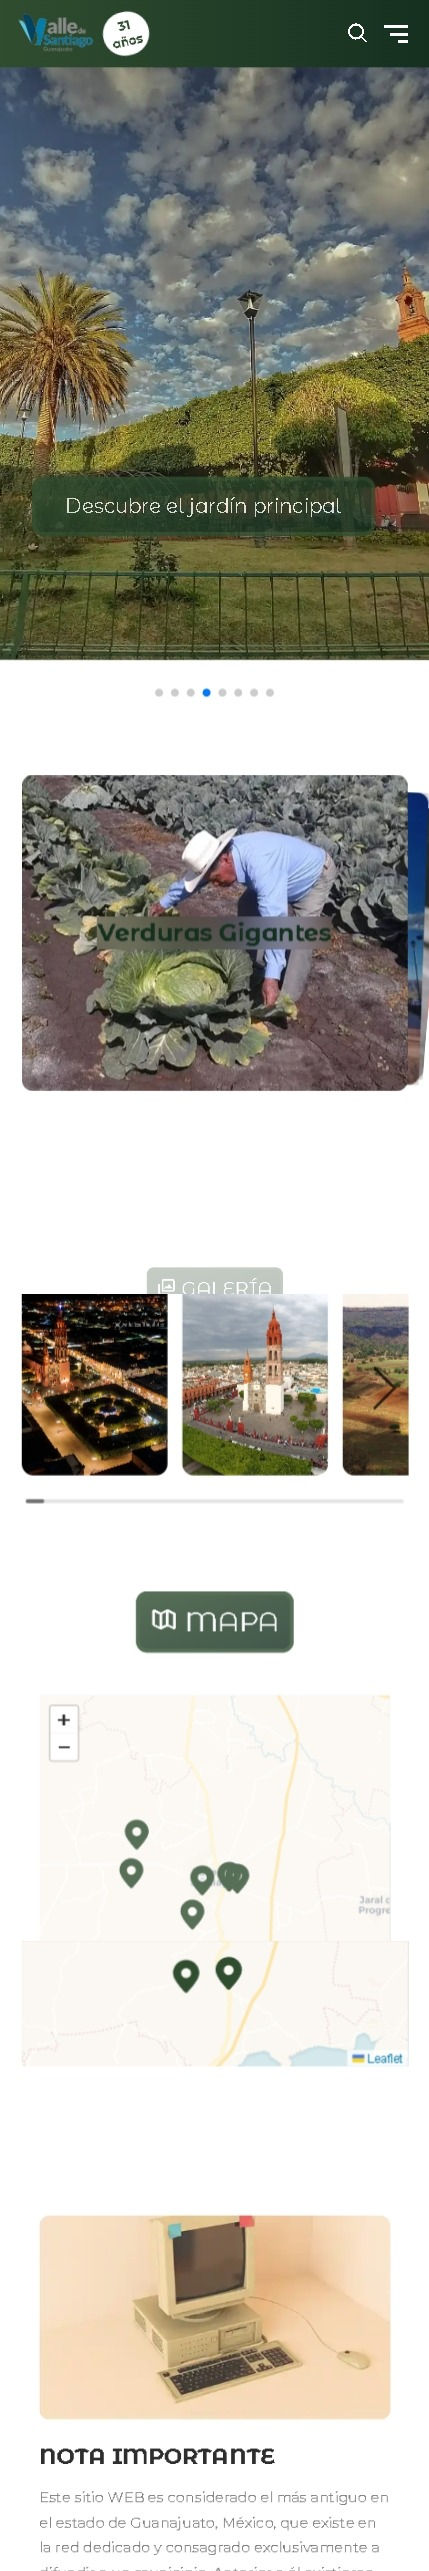 Valle de
Santiago
Guanajuato
31
años
Descubre el jardín principal
Verduras Gigantes
GALERÍA
MAPA
+
−
Jaral d
Progre
Leaflet
NOTA IMPORTANTE
Este sitio WEB es considerado el más antiguo en
el estado de Guanajuato, México, que existe en
la red dedicado y consagrado exclusivamente a